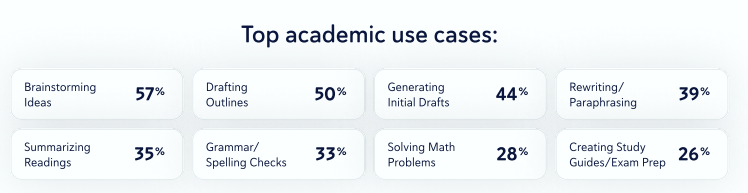 Top academic use cases:
Brainstorming
Ideas
57%
Drafting
Outlines
50%
Generating
Initial Drafts
44%
Rewriting/
Paraphrasing
39%
Summarizing
Readings
35%
Grammar/
Spelling Checks
33%
Solving Math
Problems
28%
Creating Study
Guides/Exam Prep
26%